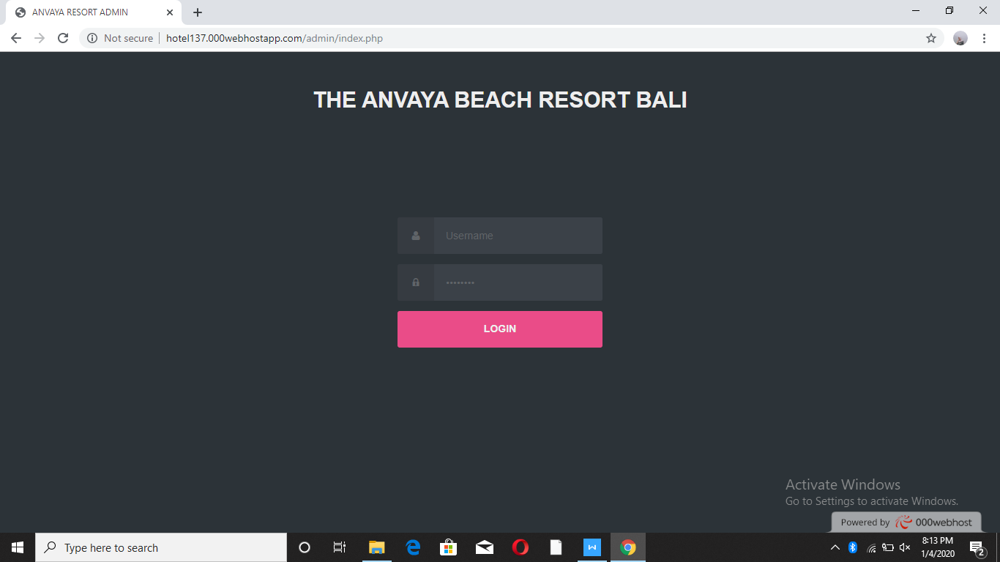 ANVAYA RESORT ADMIN
Not secure
hotel137.000webhostapp.com/admin/index.php
THE ANVAYA BEACH RESORT BALI
Username
••••••••
LOGIN
Activate Windows
Go to Settings to activate Windows.
Powered by 000webhost
Type here to search
8:13 PM
1/4/2020
2